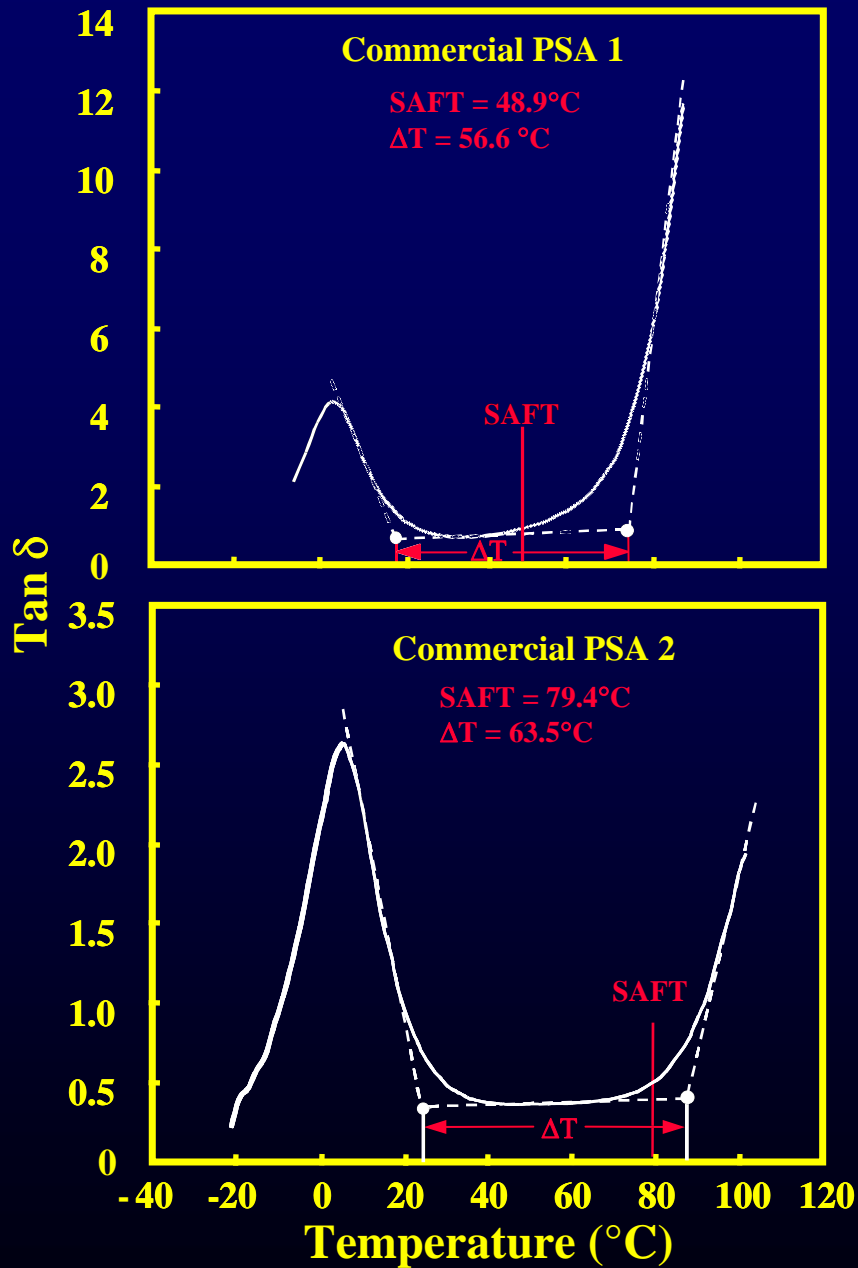 14
Commercial PSA 1
SAFT = 48.9°C
ΔT = 56.6 °C
12
10
8
6
4
SAFT
2
ΔT
0
Tan δ
3.5
Commercial PSA 2
SAFT = 79.4°C
ΔT = 63.5°C
3.0
2.5
2.0
1.5
SAFT
1.0
0.5
ΔT
0
- 40 -20 0 20 40 60 80 100 120
Temperature (°C)